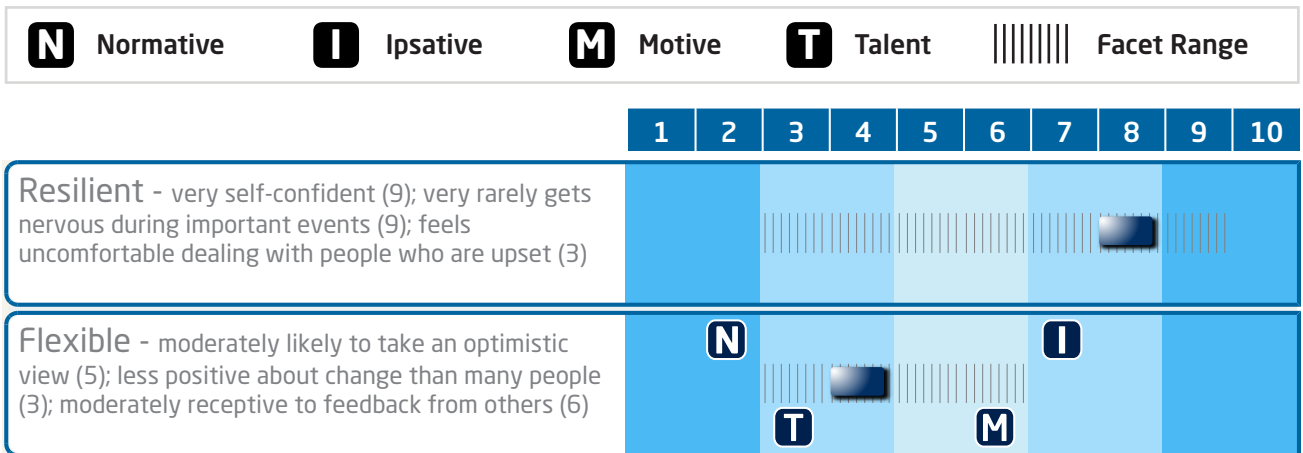 N Normative I Ipsative M Motive T Talent Facet Range
1 2 3 4 5 6 7 8 9 10
Resilient - very self-confident (9); very rarely gets
nervous during important events (9); feels
uncomfortable dealing with people who are upset (3)
Flexible - moderately likely to take an optimistic
view (5); less positive about change than many people
(3); moderately receptive to feedback from others (6)
N I
T M